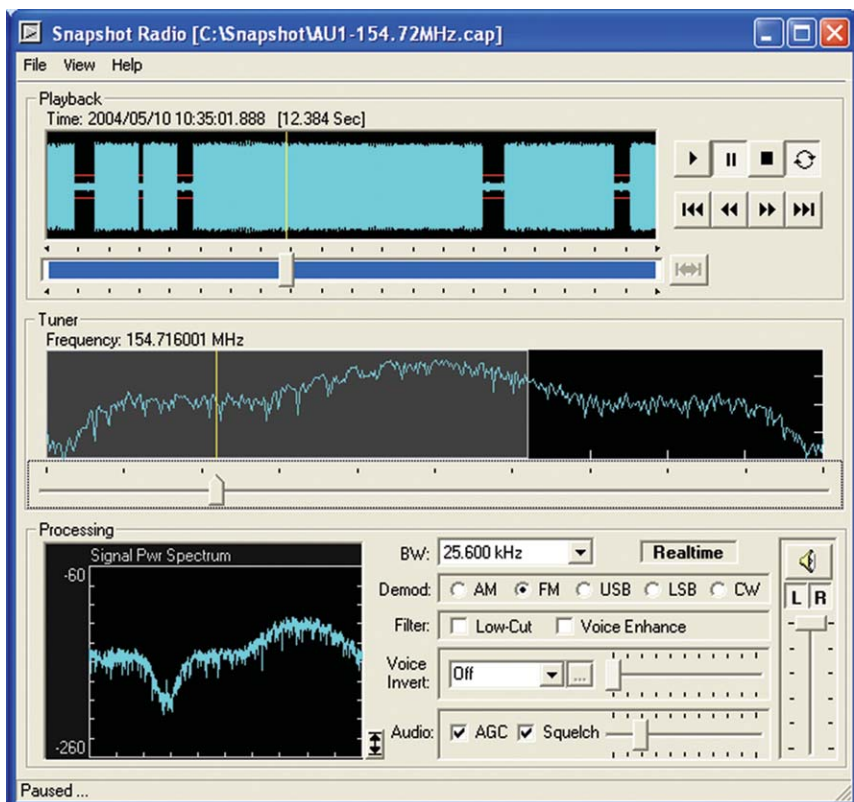 Snapshot Radio [C:\Snapshot\AU1-154.72MHz.cap]
File View Help
Playback
Time: 2004/05/10 10:35:01.888 [12.384 Sec]
Tuner
Frequency: 154.716001 MHz
Processing
Signal Pwr Spectrum
-60
-260
BW: 25.600 kHz Realtime
Demod: AM FM USB LSB CW
Filter: Low-Cut Voice Enhance
Voice Invert: Off ...
Audio: AGC Squelch
L R
Paused ...